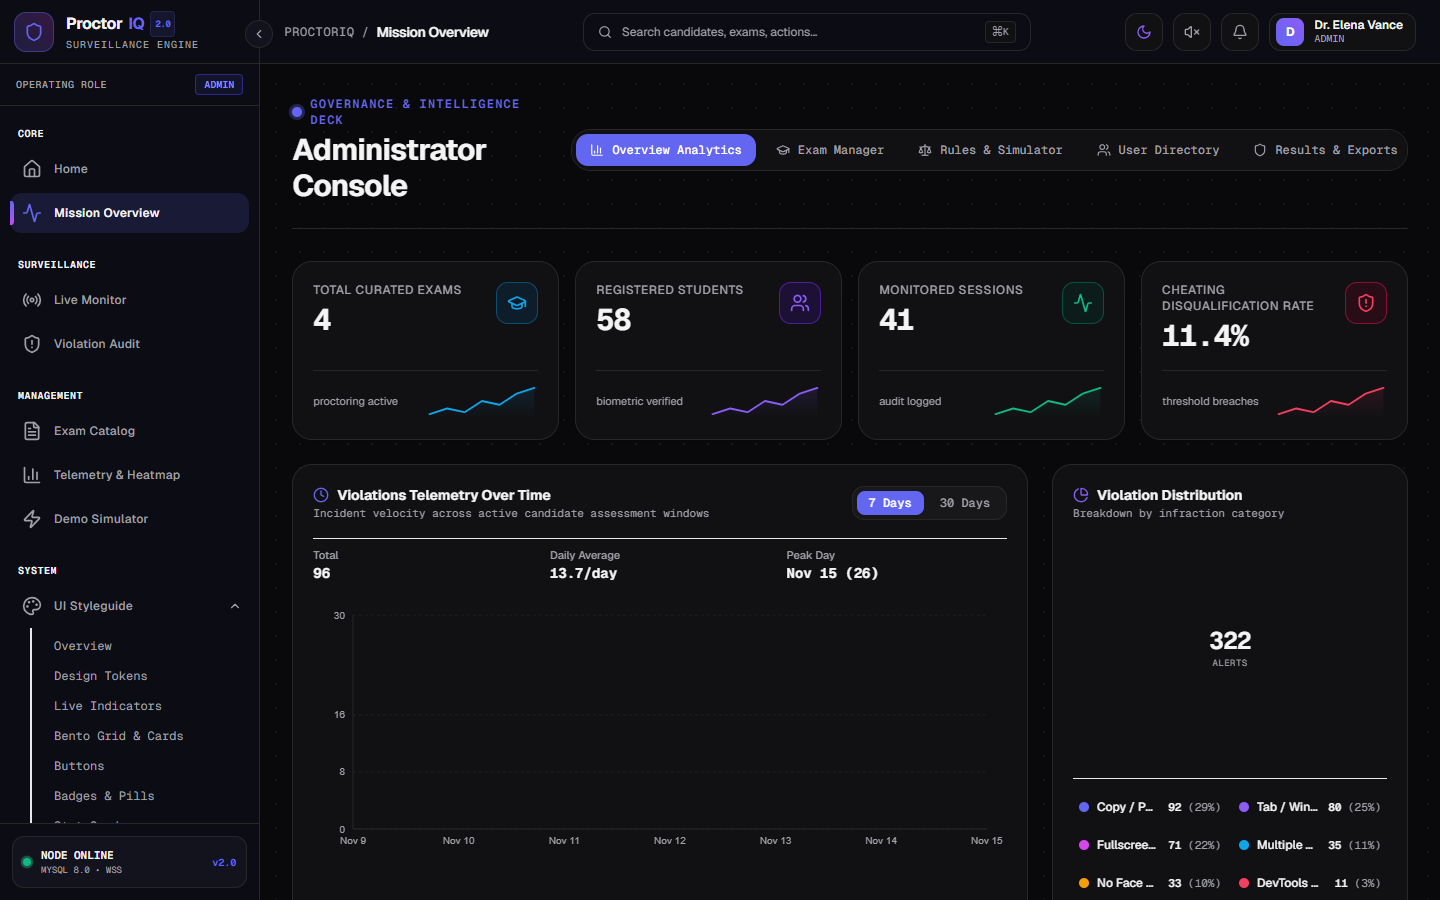 Proctor IQ 2.0
SURVEILLANCE ENGINE
PROCTORIQ / Mission Overview
Search candidates, exams, actions...
⌘K
D
Dr. Elena Vance
ADMIN
OPERATING ROLE
ADMIN
CORE
Home
Mission Overview
SURVEILLANCE
Live Monitor
Violation Audit
MANAGEMENT
Exam Catalog
Telemetry & Heatmap
Demo Simulator
SYSTEM
UI Styleguide
Overview
Design Tokens
Live Indicators
Bento Grid & Cards
Buttons
Badges & Pills
NODE ONLINE
MYSQL 8.0 • WSS
v2.0
GOVERNANCE & INTELLIGENCE
DECK
Administrator
Console
Overview Analytics
Exam Manager
Rules & Simulator
User Directory
Results & Exports
TOTAL CURATED EXAMS
4
proctoring active
REGISTERED STUDENTS
58
biometric verified
MONITORED SESSIONS
41
audit logged
CHEATING
DISQUALIFICATION RATE
11.4%
threshold breaches
Violations Telemetry Over Time
Incident velocity across active candidate assessment windows
7 Days
30 Days
Total
96
Daily Average
13.7/day
Peak Day
Nov 15 (26)
30
16
8
0
Nov 9
Nov 10
Nov 11
Nov 12
Nov 13
Nov 14
Nov 15
Violation Distribution
Breakdown by infraction category
322
ALERTS
Copy / P... 92 (29%)
Tab / Win... 80 (25%)
Fullscree... 71 (22%)
Multiple ... 35 (11%)
No Face ... 33 (10%)
DevTools ... 11 (3%)